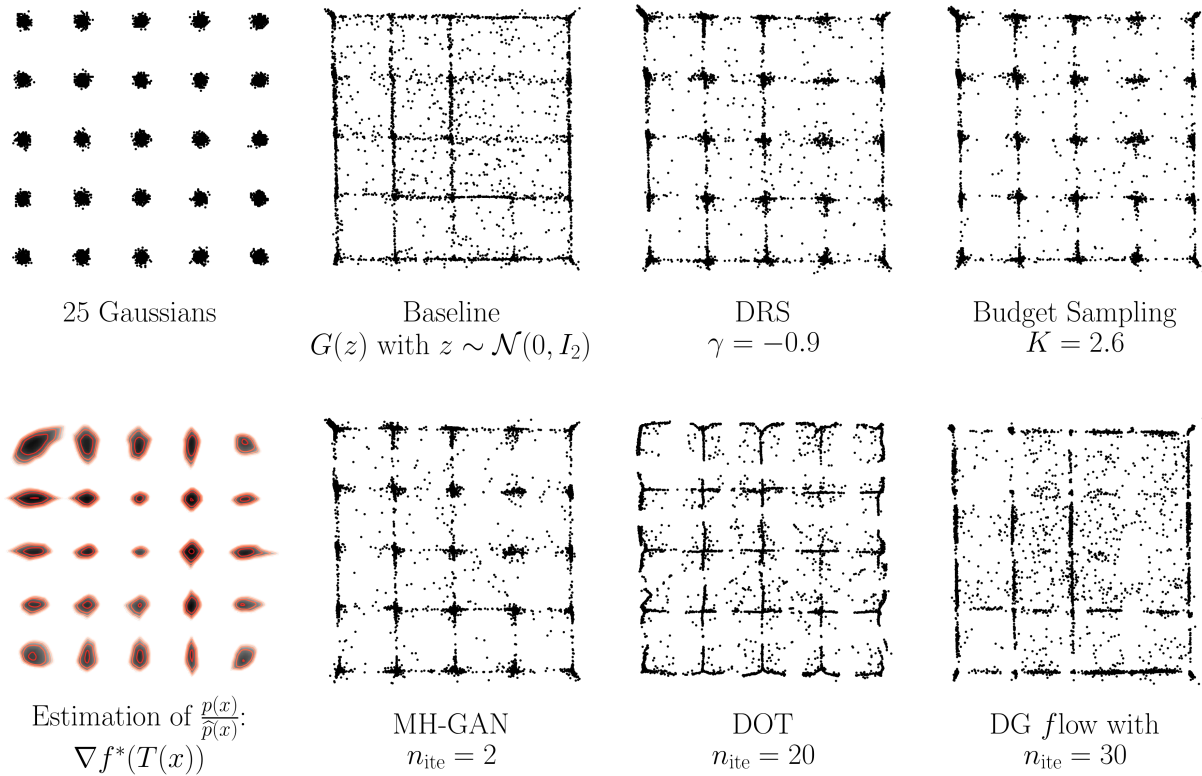 25 Gaussians
Baseline
G(z) with z ∼ 𝒩(0, I₂)
DRS
γ = −0.9
Budget Sampling
K = 2.6
Estimation of p(x)/p̂(x):
∇f*(T(x))
MH-GAN
n_ite = 2
DOT
n_ite = 20
DG f low with
n_ite = 30